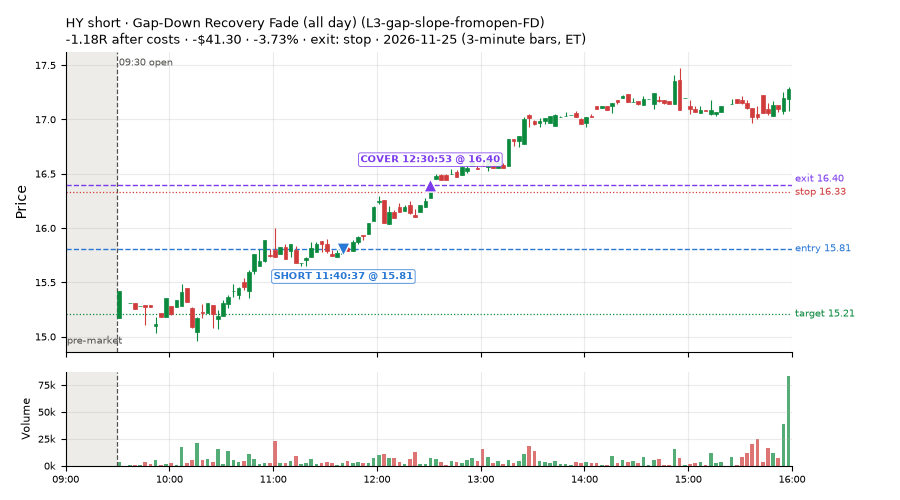 HY short · Gap-Down Recovery Fade (all day) (L3-gap-slope-fromopen-FD)
-1.18R after costs · -$41.30 · -3.73% · exit: stop · 2026-11-25 (3-minute bars, ET)
09:30 open
17.5
17.0
16.5
16.0
15.5
15.0
Price
COVER 12:30:53 @ 16.40
SHORT 11:40:37 @ 15.81
exit 16.40
stop 16.33
entry 15.81
target 15.21
pre-market
75k
50k
25k
0k
Volume
09:00
10:00
11:00
12:00
13:00
14:00
15:00
16:00